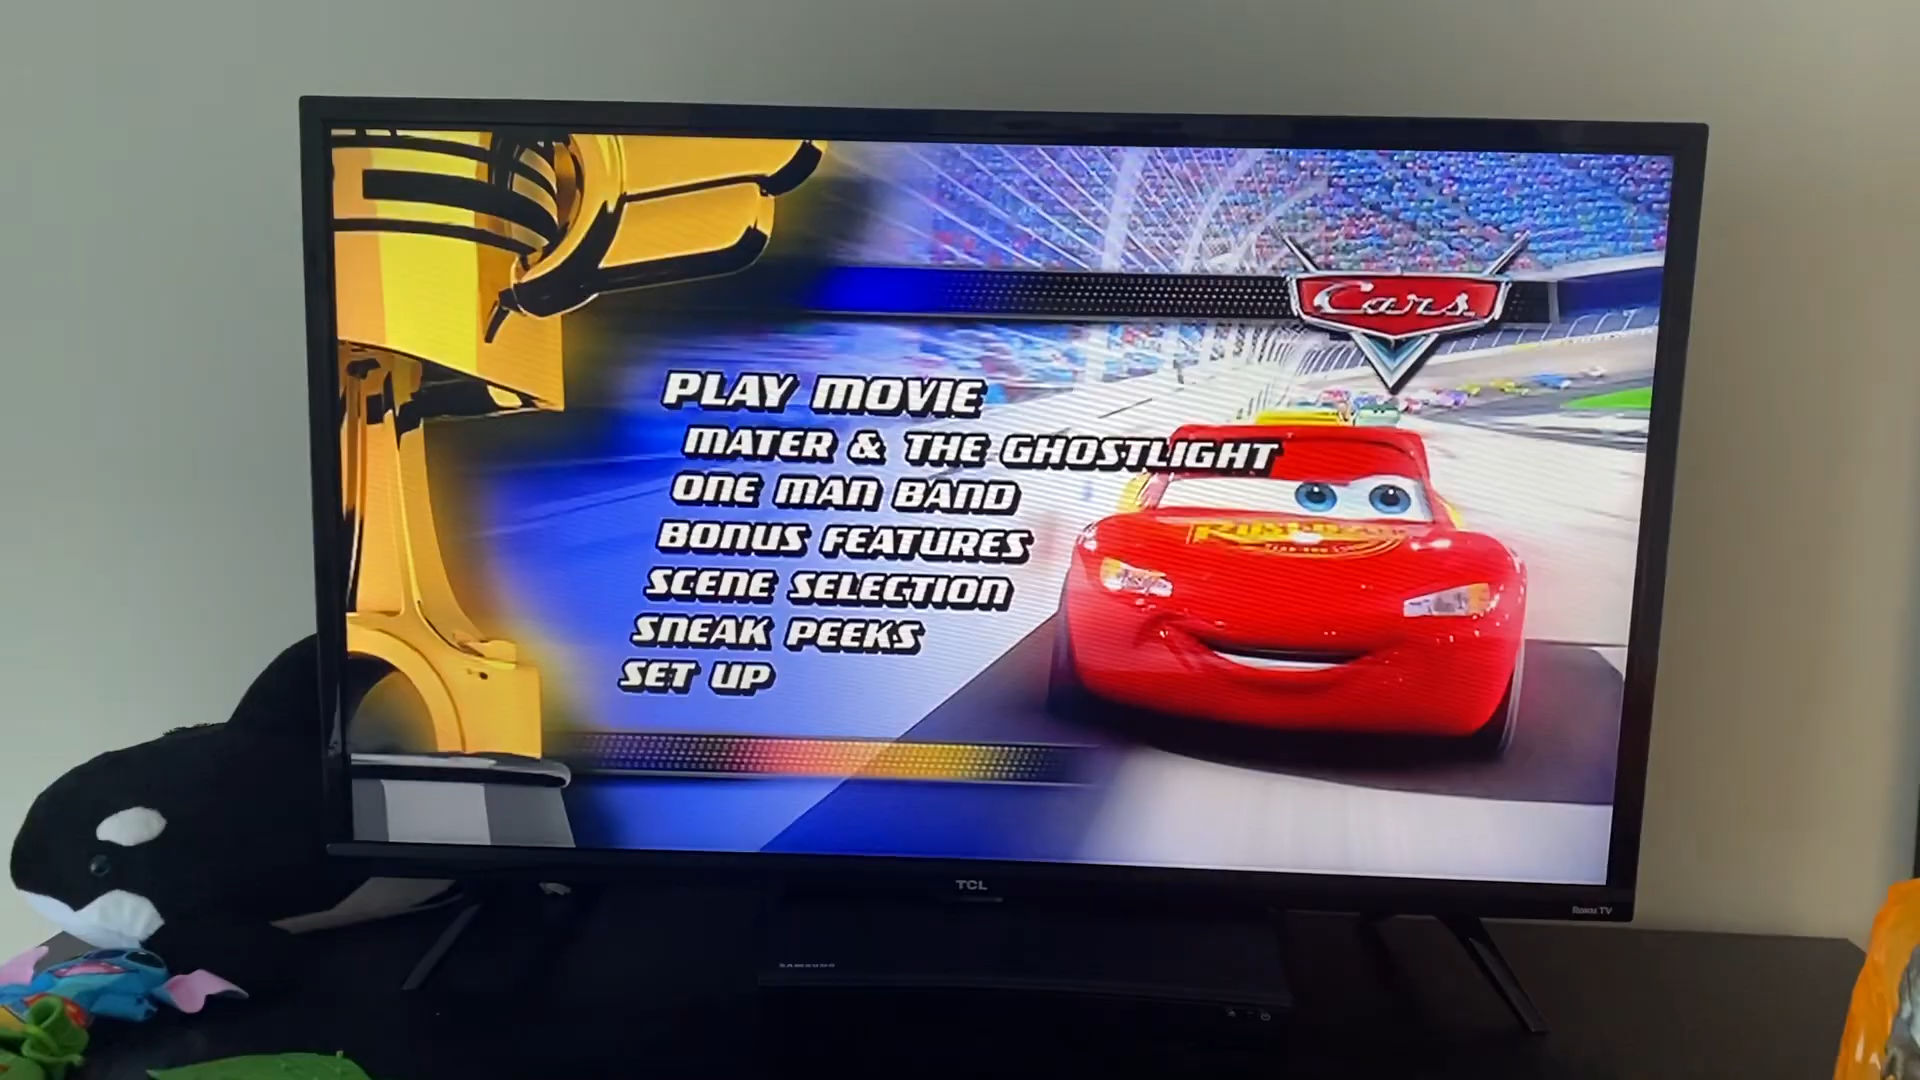 Cars
PLAY MOVIE
MATER & THE GHOSTLIGHT
ONE MAN BAND
BONUS FEATURES
SCENE SELECTION
SNEAK PEEKS
SET UP
TCL
Roku TV
SAMSUNG